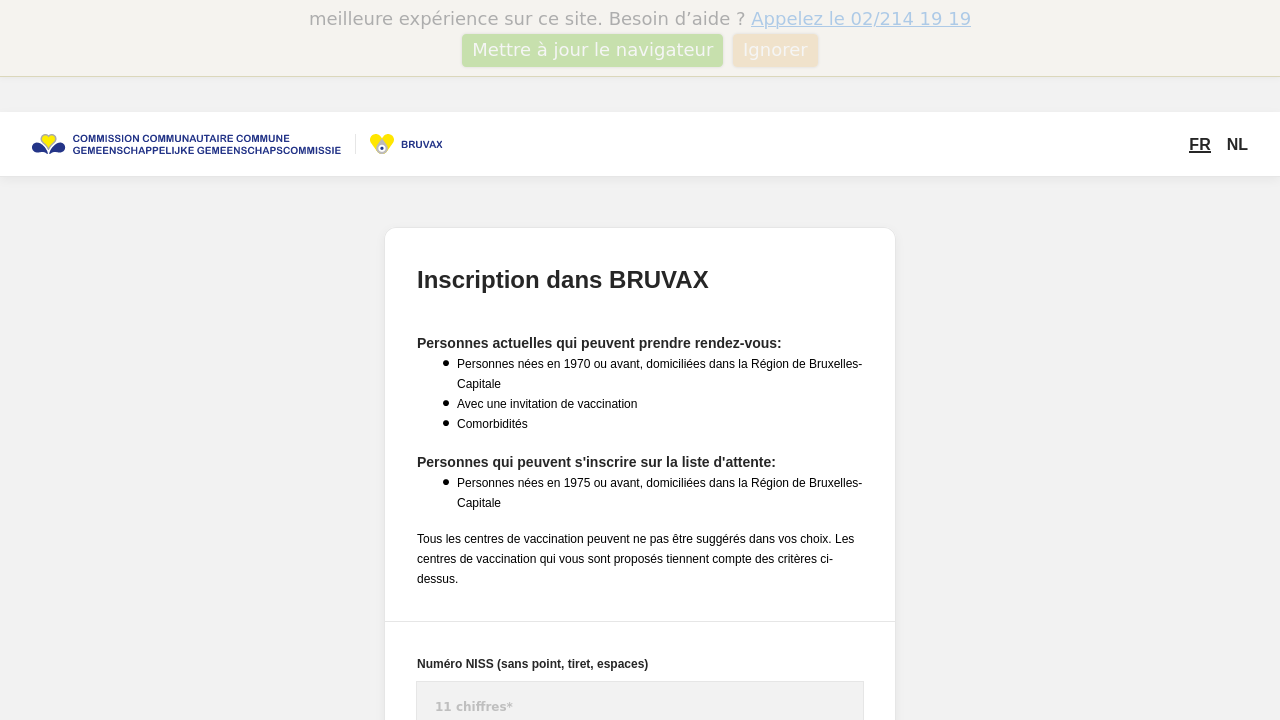 meilleure expérience sur ce site. Besoin d’aide ? Appelez le 02/214 19 19
Mettre à jour le navigateur Ignorer
COMMISSION COMMUNAUTAIRE COMMUNE
GEMEENSCHAPPELIJKE GEMEENSCHAPSCOMMISSIE
BRUVAX
FR NL
Inscription dans BRUVAX
Personnes actuelles qui peuvent prendre rendez-vous:
Personnes nées en 1970 ou avant, domiciliées dans la Région de Bruxelles-
Capitale
Avec une invitation de vaccination
Comorbidités
Personnes qui peuvent s'inscrire sur la liste d'attente:
Personnes nées en 1975 ou avant, domiciliées dans la Région de Bruxelles-
Capitale
Tous les centres de vaccination peuvent ne pas être suggérés dans vos choix. Les
centres de vaccination qui vous sont proposés tiennent compte des critères ci-
dessus.
Numéro NISS (sans point, tiret, espaces)
11 chiffres*